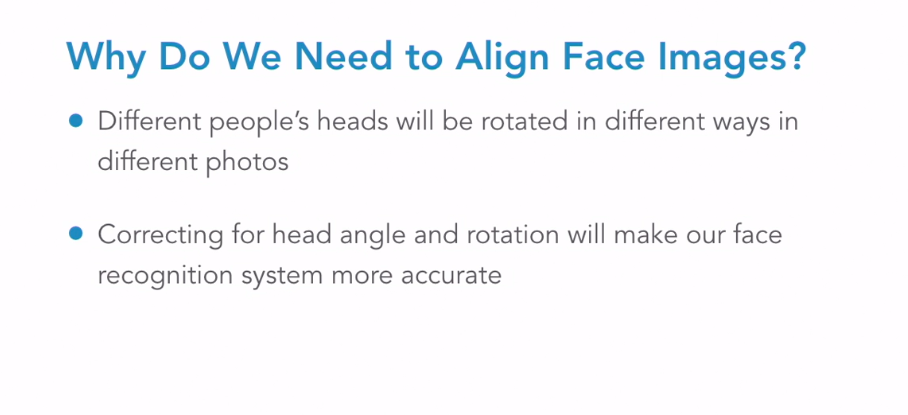 Why Do We Need to Align Face Images?
• Different people’s heads will be rotated in different ways in
different photos
• Correcting for head angle and rotation will make our face
recognition system more accurate